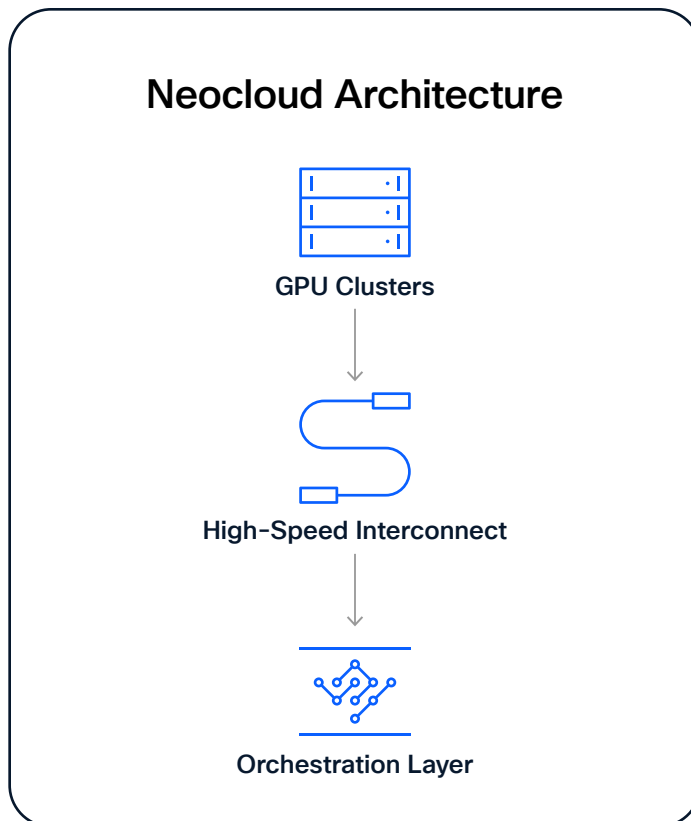 Neocloud Architecture
GPU Clusters
High-Speed Interconnect
Orchestration Layer